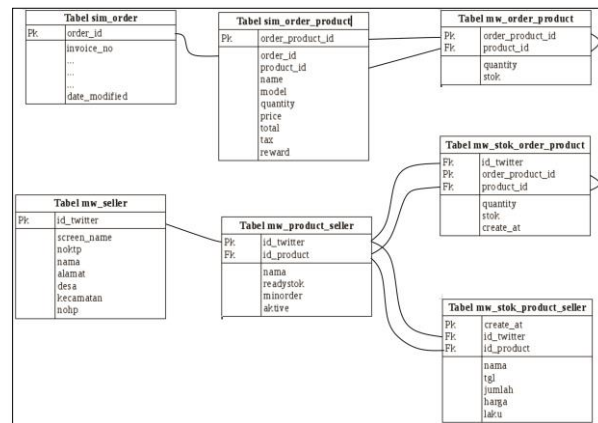 Tabel sim_order
Pk order_id
invoice_no
...
...
...
date_modified
Tabel sim_order_product
Pk order_product_id
order_id
product_id
name
model
quantity
price
total
tax
reward
Tabel mw_order_product
Pk order_product_id
Fk product_id
quantity
stok
Tabel mw_stok_order_product
Fk id_twitter
Pk order_product_id
Fk product_id
quantity
stok
create_at
Tabel mw_seller
Pk id_twitter
screen_name
noktp
nama
alamat
desa
kecamatan
nohp
Tabel mw_product_seller
Pk id_twitter
Fk id_product
nama
readystok
minorder
aktive
Tabel mw_stok_product_seller
Pk create_at
Fk id_twitter
Fk id_product
nama
tgl
jumlah
harga
laku